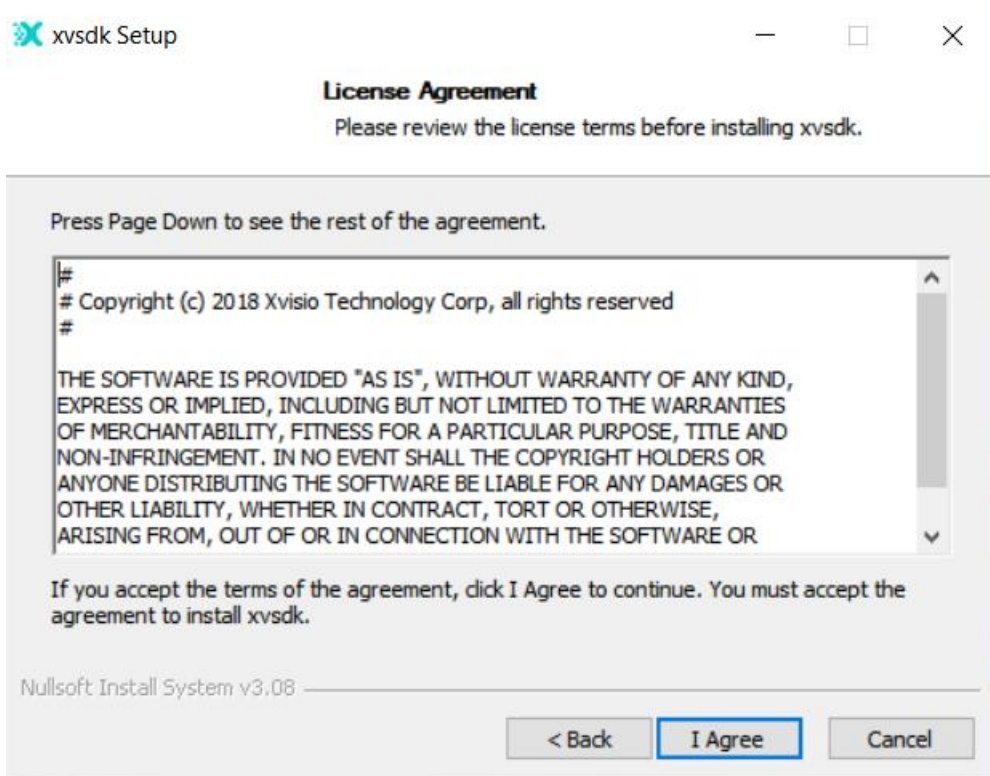 xvsdk Setup
License Agreement
Please review the license terms before installing xvsdk.
Press Page Down to see the rest of the agreement.
#
# Copyright (c) 2018 Xvisio Technology Corp, all rights reserved
#
THE SOFTWARE IS PROVIDED "AS IS", WITHOUT WARRANTY OF ANY KIND,
EXPRESS OR IMPLIED, INCLUDING BUT NOT LIMITED TO THE WARRANTIES
OF MERCHANTABILITY, FITNESS FOR A PARTICULAR PURPOSE, TITLE AND
NON-INFRINGEMENT. IN NO EVENT SHALL THE COPYRIGHT HOLDERS OR
ANYONE DISTRIBUTING THE SOFTWARE BE LIABLE FOR ANY DAMAGES OR
OTHER LIABILITY, WHETHER IN CONTRACT, TORT OR OTHERWISE,
ARISING FROM, OUT OF OR IN CONNECTION WITH THE SOFTWARE OR
If you accept the terms of the agreement, click I Agree to continue. You must accept the
agreement to install xvsdk.
Nullsoft Install System v3.08
< Back
I Agree
Cancel